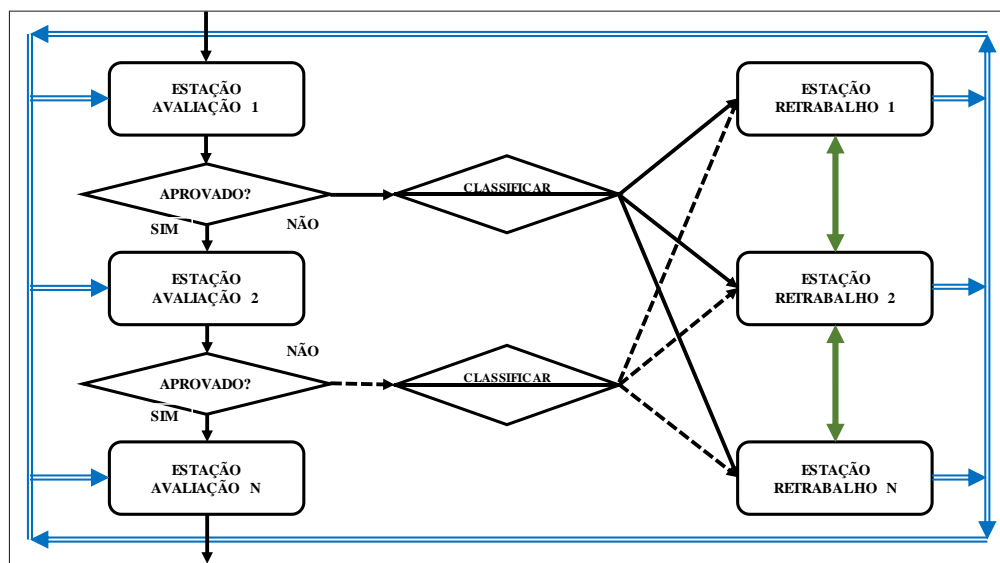 ESTAÇÃO
AVALIAÇÃO 1
ESTAÇÃO
RETRABALHO 1
APROVADO?
CLASSIFICAR
SIM
NÃO
ESTAÇÃO
AVALIAÇÃO 2
ESTAÇÃO
RETRABALHO 2
NÃO
APROVADO?
CLASSIFICAR
SIM
ESTAÇÃO
AVALIAÇÃO N
ESTAÇÃO
RETRABALHO N